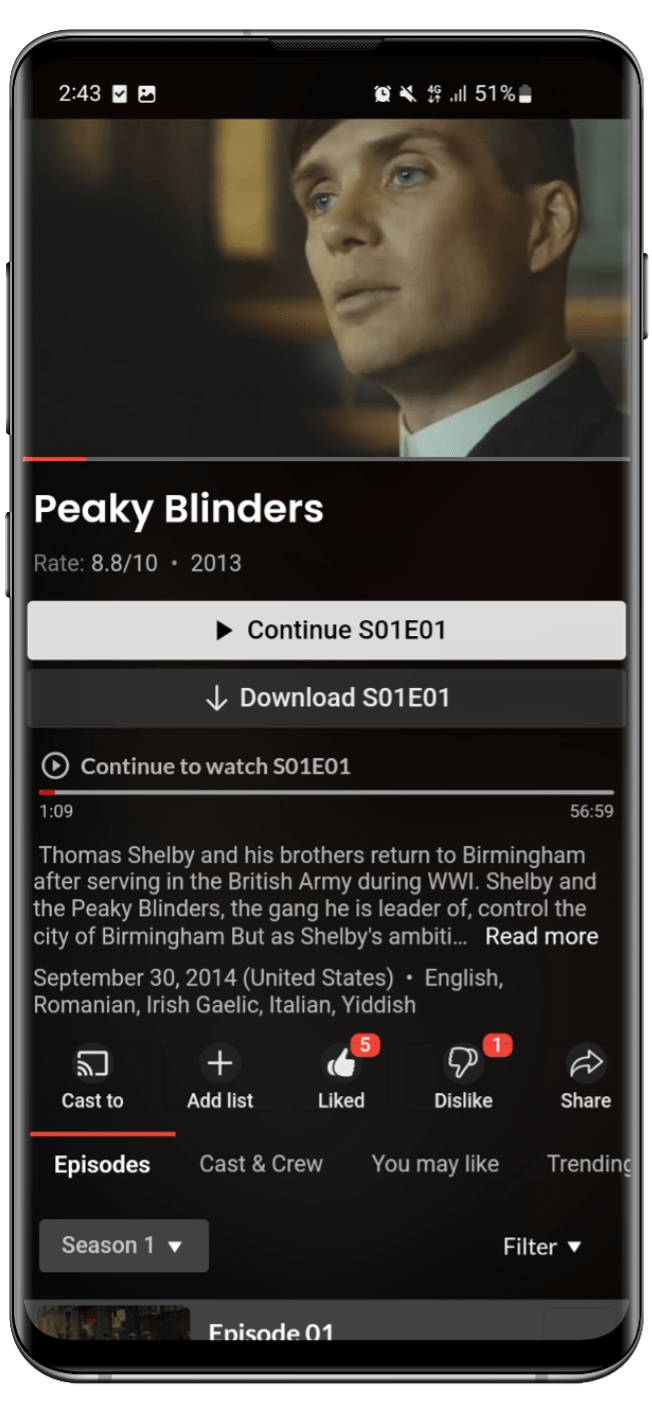 2:43 4G 51%
Peaky Blinders
Rate: 8.8/10 • 2013
Continue S01E01
Download S01E01
Continue to watch S01E01
1:09 56:59
Thomas Shelby and his brothers return to Birmingham
after serving in the British Army during WWI. Shelby and
the Peaky Blinders, the gang he is leader of, control the
city of Birmingham But as Shelby's ambiti... Read more
September 30, 2014 (United States) • English,
Romanian, Irish Gaelic, Italian, Yiddish
5 1
Cast to Add list Liked Dislike Share
Episodes Cast & Crew You may like Trending
Season 1 Filter
Episode 01